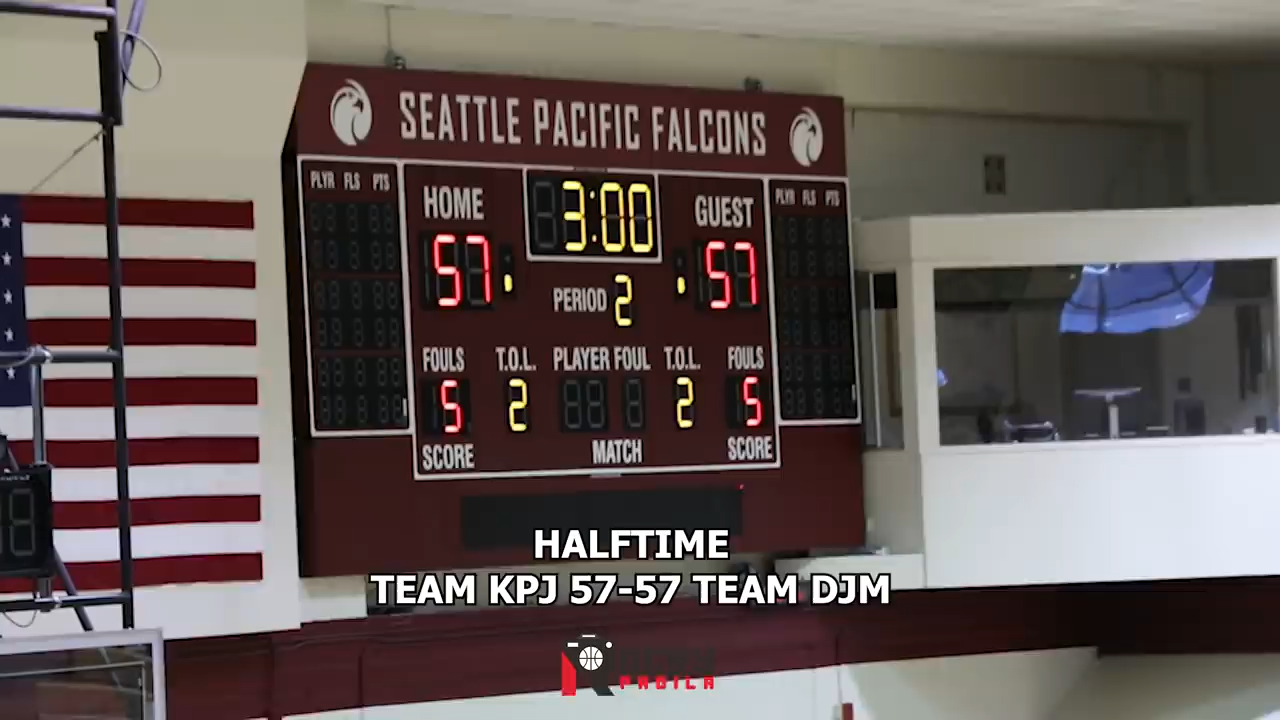 SEATTLE PACIFIC FALCONS
PLYR FLS PTS
HOME
3:00
GUEST
PLYR FLS PTS
57
57
PERIOD 2
FOULS T.O.L. PLAYER FOUL T.O.L. FOULS
5 2 2 5
SCORE MATCH SCORE
HALFTIME
TEAM KPJ 57-57 TEAM DJM
PADILA